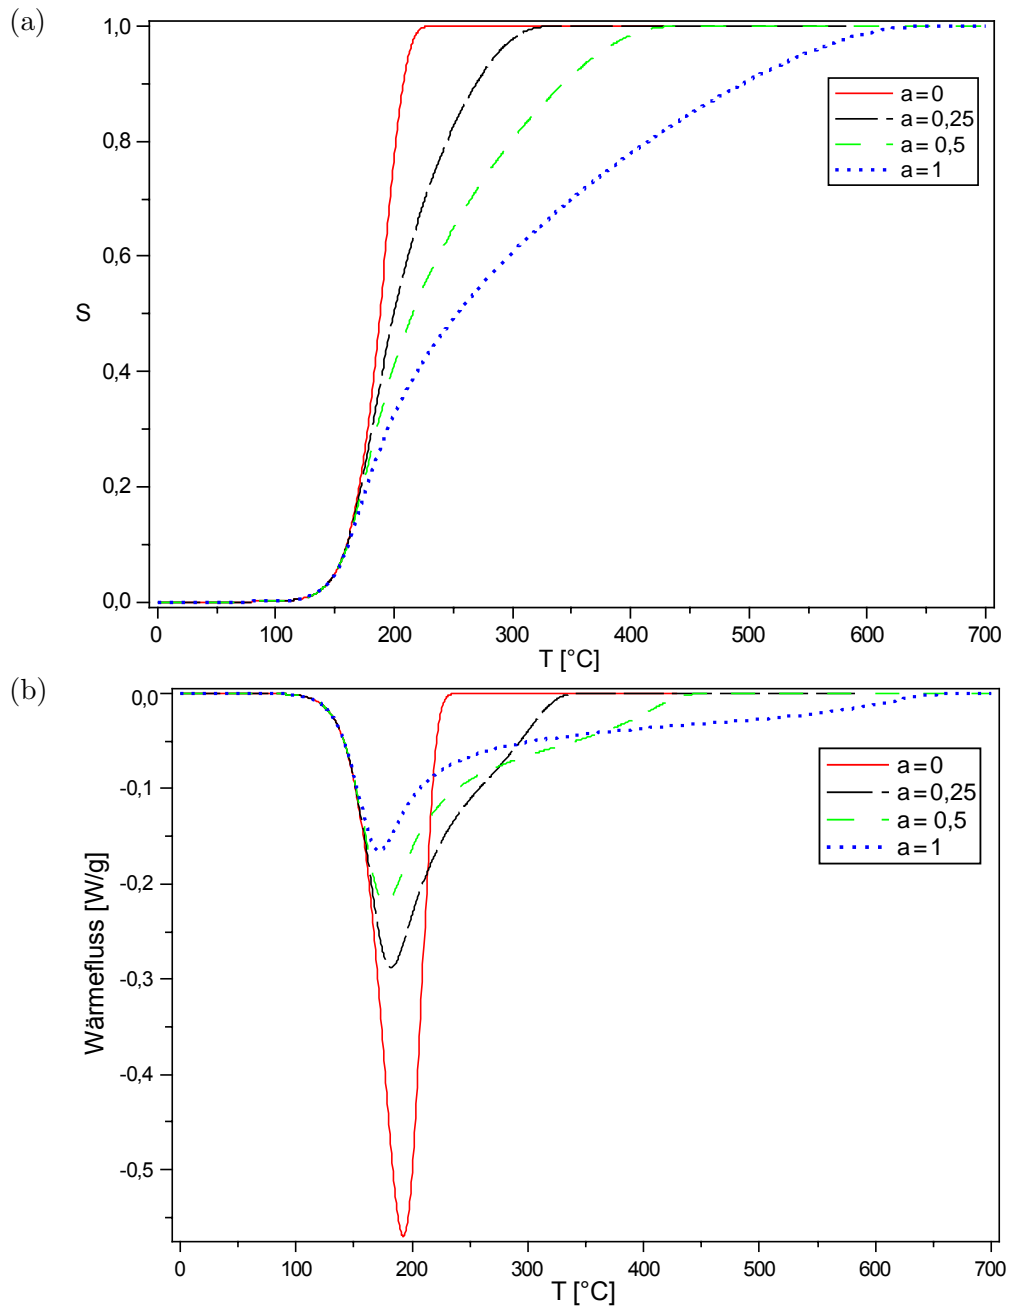 (a)
1,0
0,8
0,6
0,4
0,2
0,0
S
a = 0
a = 0,25
a = 0,5
a = 1
0 100 200 300 400 500 600 700
T [°C]
(b)
0,0
-0,1
-0,2
-0,3
-0,4
-0,5
Wärmefluss [W/g]
a = 0
a = 0,25
a = 0,5
a = 1
0 100 200 300 400 500 600 700
T [°C]